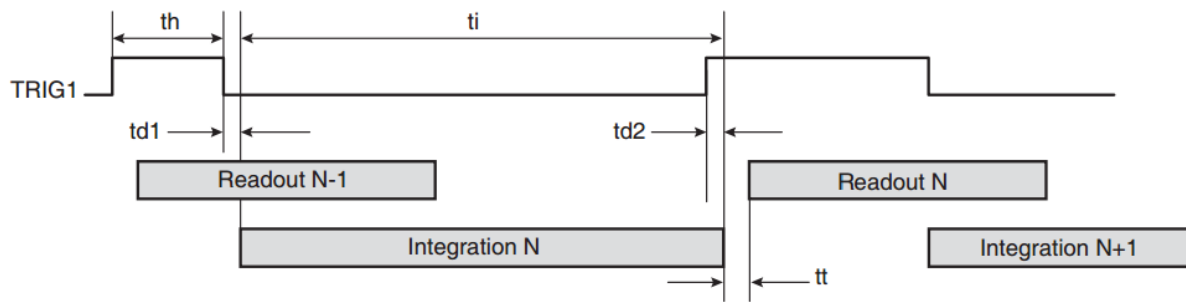 th
ti
TRIG1
td1
td2
Readout N-1
Readout N
Integration N
Integration N+1
tt